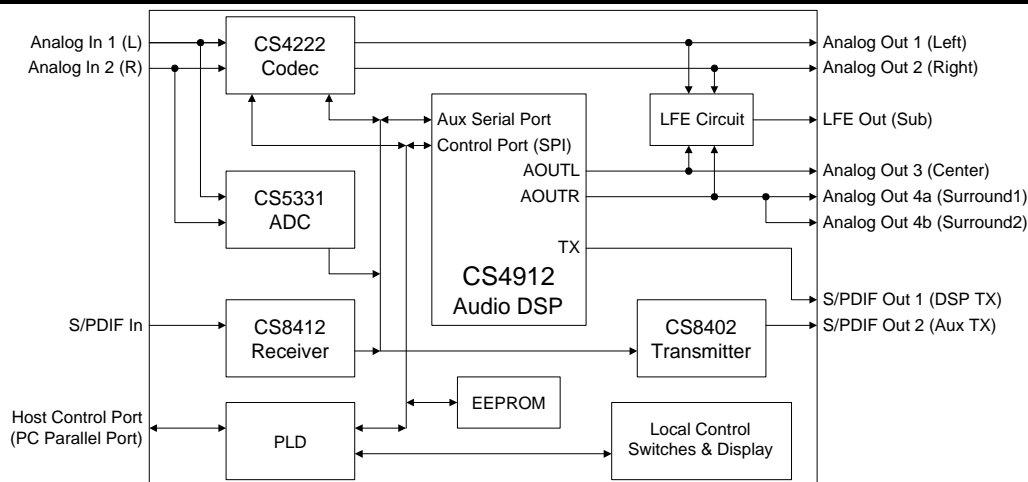 Analog In 1 (L)
Analog In 2 (R)
CS4222
Codec
Analog Out 1 (Left)
Analog Out 2 (Right)
Aux Serial Port
Control Port (SPI)
LFE Circuit
LFE Out (Sub)
AOUTL
AOUTR
Analog Out 3 (Center)
Analog Out 4a (Surround1)
Analog Out 4b (Surround2)
CS5331
ADC
TX
CS4912
Audio DSP
S/PDIF In
CS8412
Receiver
CS8402
Transmitter
S/PDIF Out 1 (DSP TX)
S/PDIF Out 2 (Aux TX)
EEPROM
Host Control Port
(PC Parallel Port)
PLD
Local Control
Switches & Display